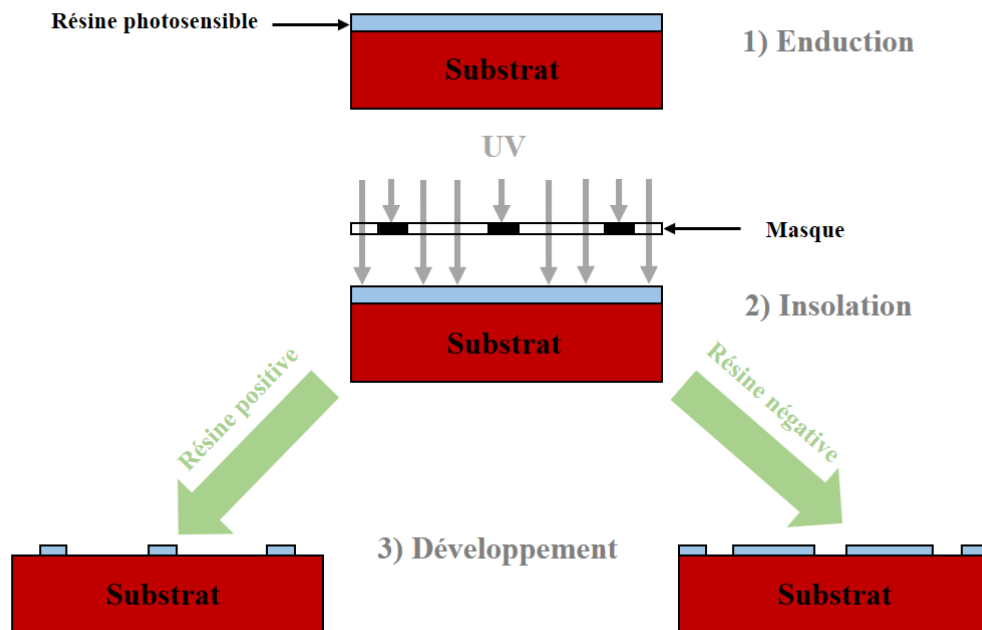 Résine photosensible
1) Enduction
Substrat
UV
Masque
2) Insolation
Substrat
Résine positive
Résine négative
3) Développement
Substrat
Substrat